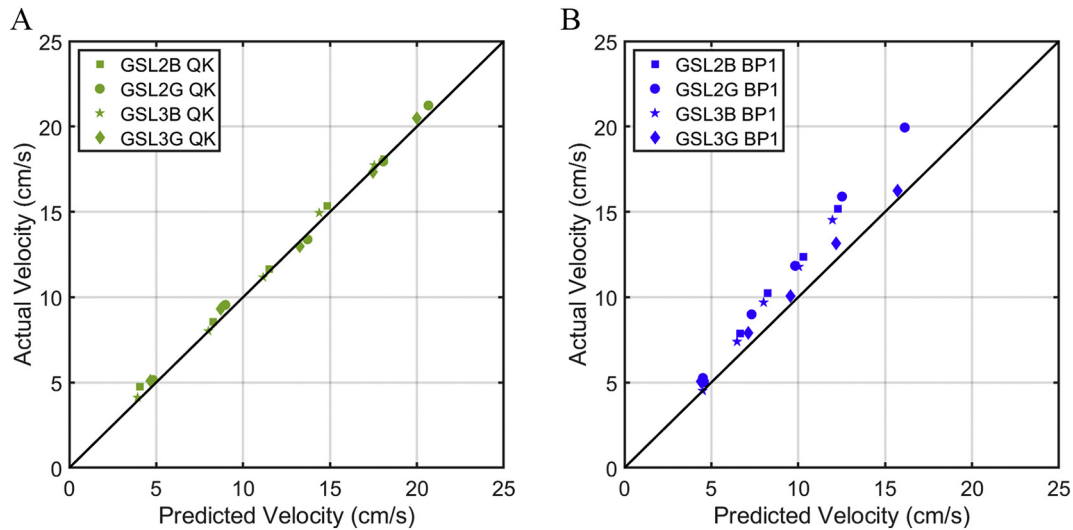 A
25
20
15
10
5
0
Actual Velocity (cm/s)
GSL2B QK
GSL2G QK
GSL3B QK
GSL3G QK
0 5 10 15 20 25
Predicted Velocity (cm/s)
B
25
20
15
10
5
0
Actual Velocity (cm/s)
GSL2B BP1
GSL2G BP1
GSL3B BP1
GSL3G BP1
0 5 10 15 20 25
Predicted Velocity (cm/s)